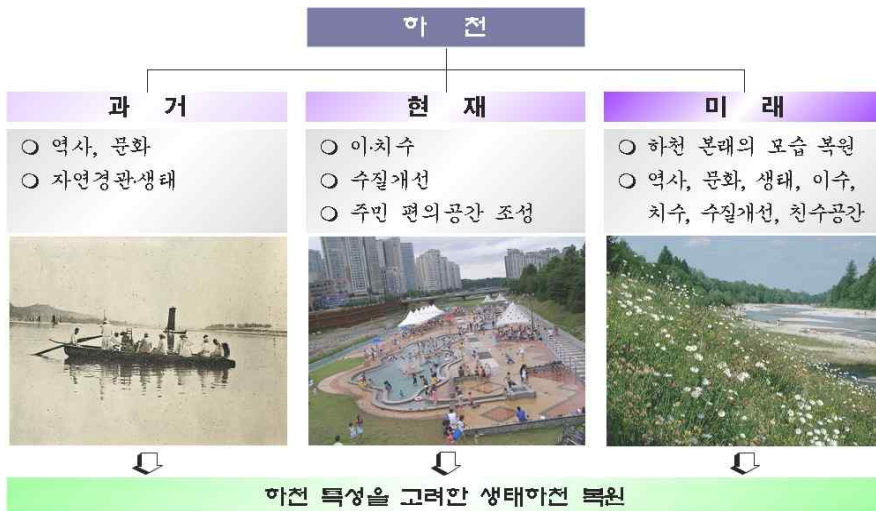 하 천
과 거
○ 역사, 문화
○ 자연경관·생태
현 재
○ 이·치수
○ 수질개선
○ 주민 편의공간 조성
미 래
○ 하천 본래의 모습 복원
○ 역사, 문화, 생태, 이수,
치수, 수질개선, 친수공간
하천 특성을 고려한 생태하천 복원